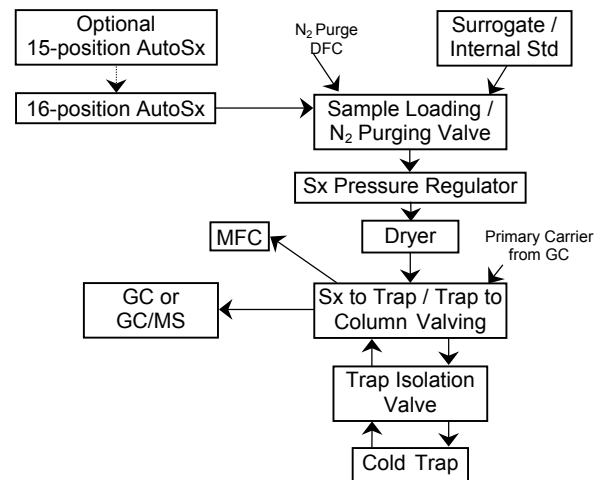 Optional
15-position AutoSx
N₂ Purge
DFC
Surrogate /
Internal Std
16-position AutoSx
Sample Loading /
N₂ Purging Valve
Sx Pressure Regulator
MFC
Dryer
Primary Carrier
from GC
GC or
GC/MS
Sx to Trap / Trap to
Column Valving
Trap Isolation
Valve
Cold Trap